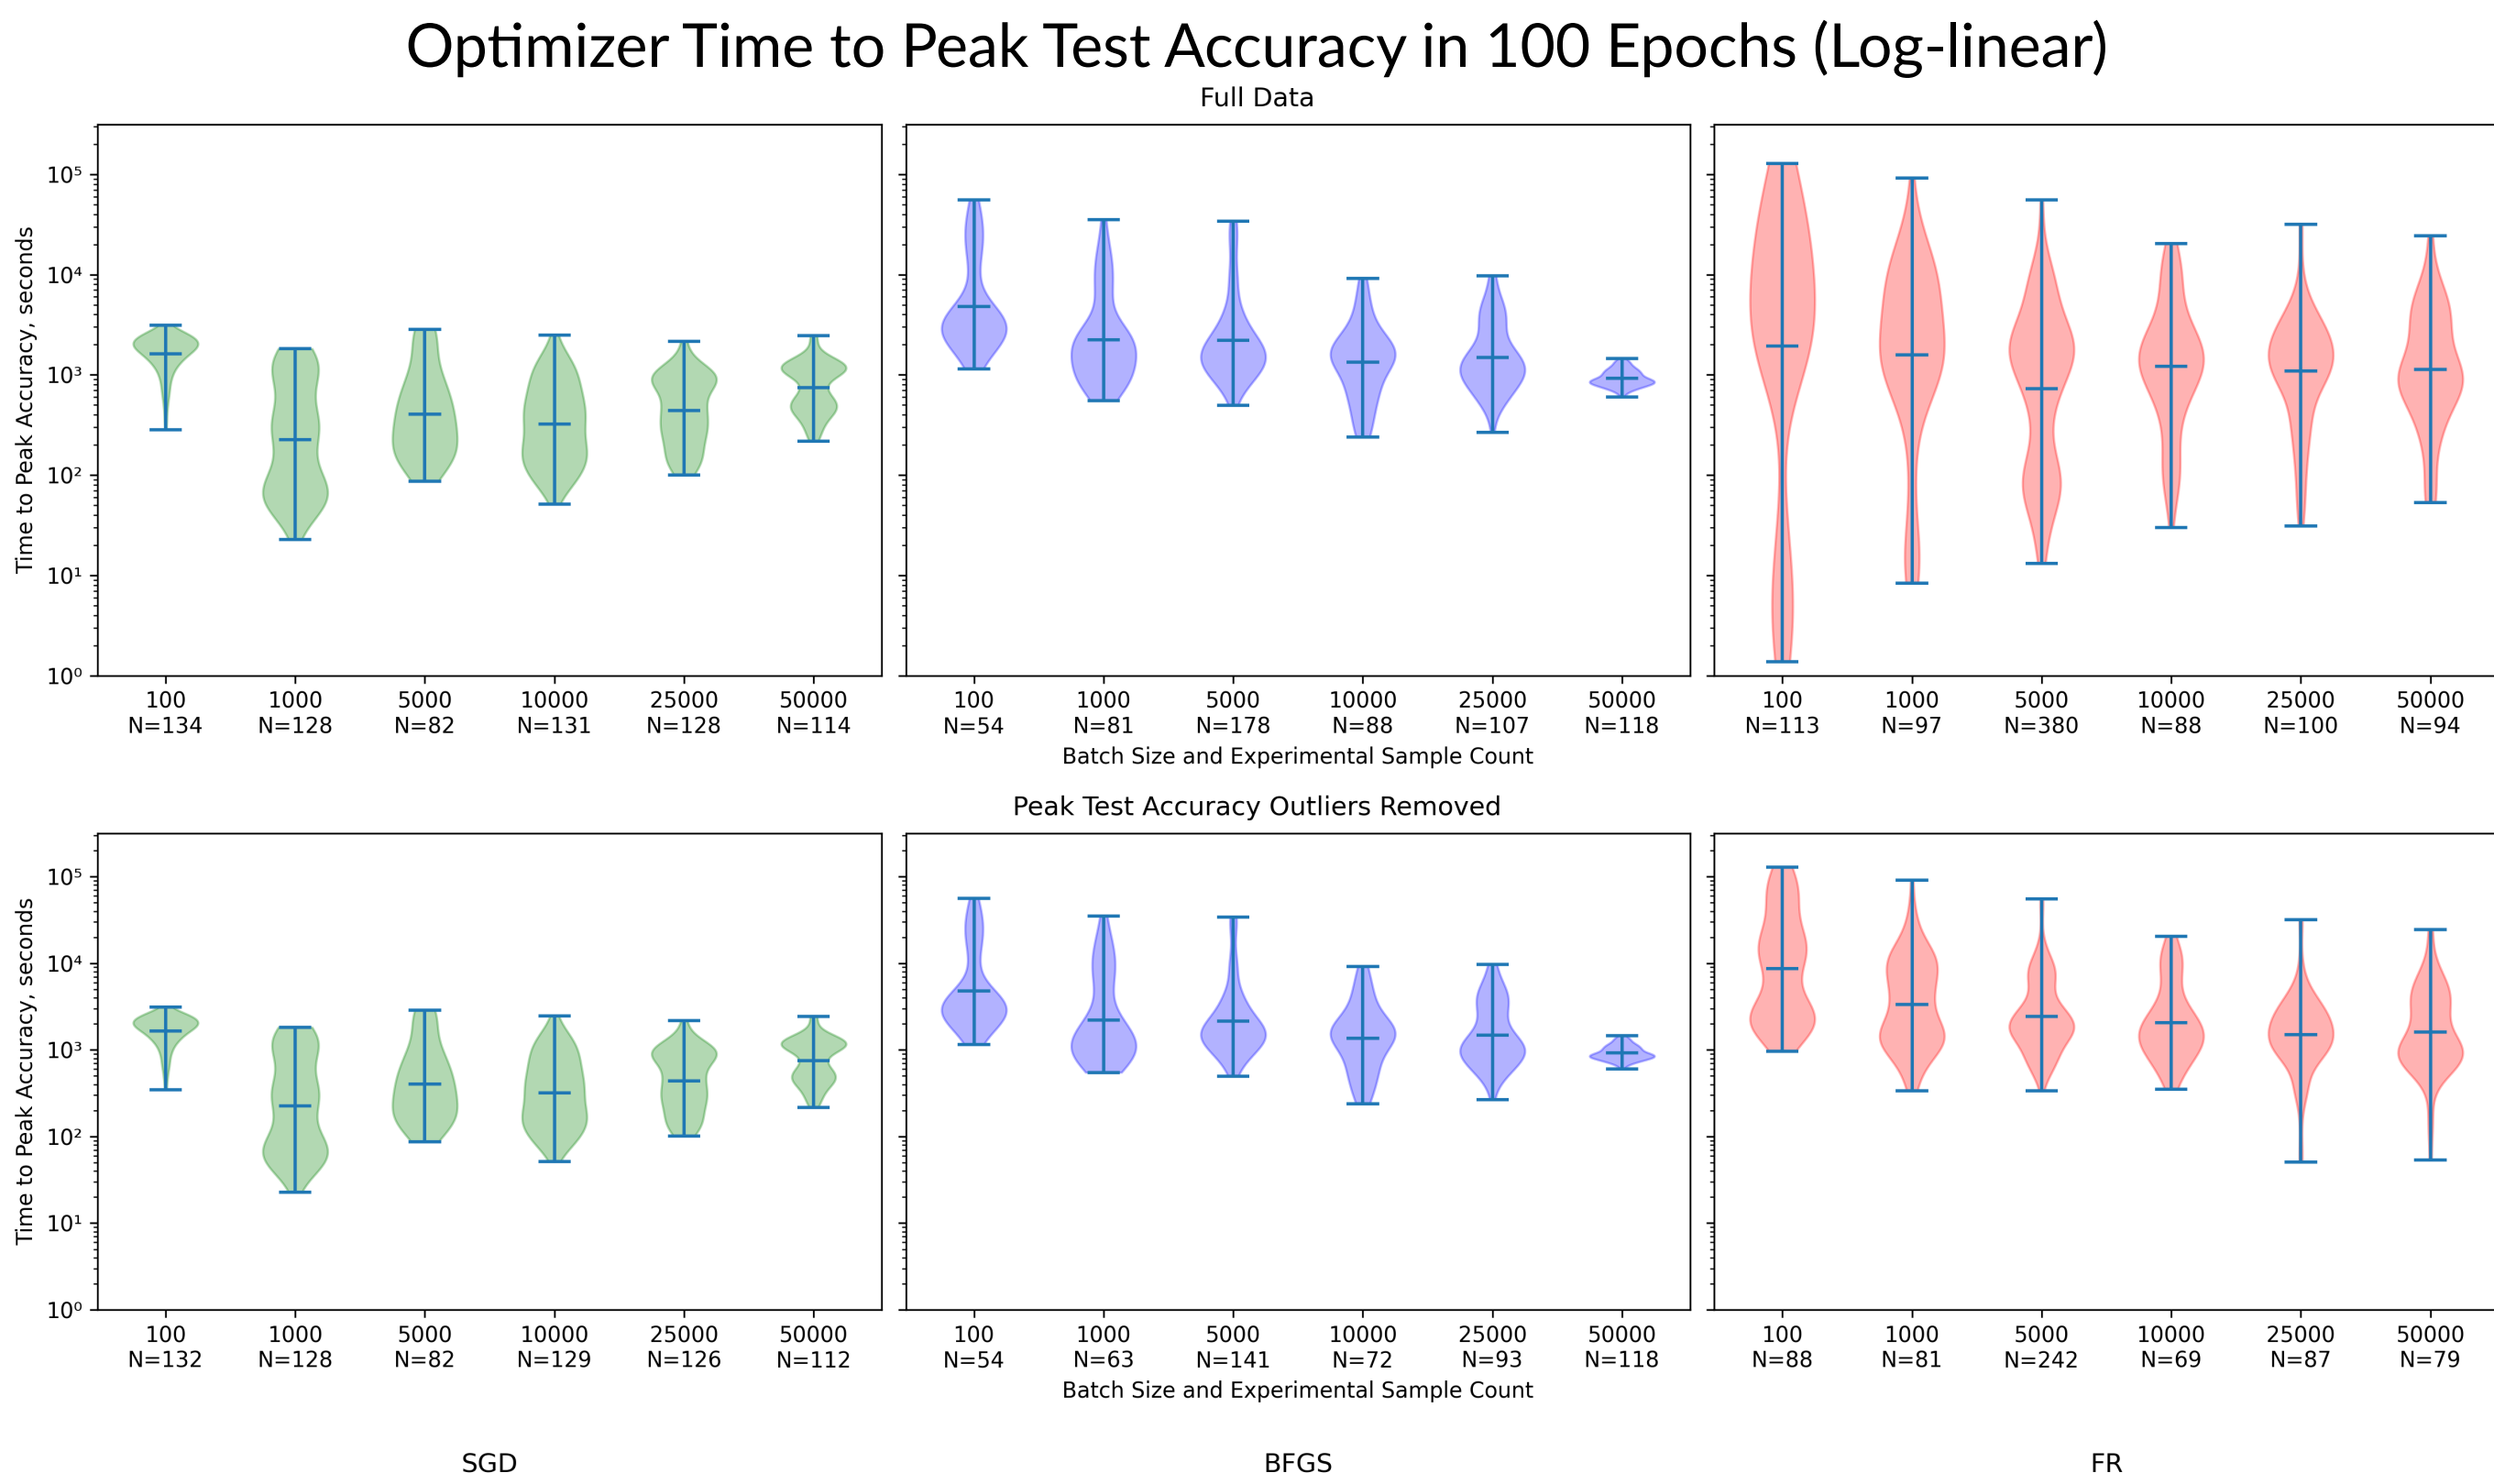 Optimizer Time to Peak Test Accuracy in 100 Epochs (Log-linear)
Full Data
Time to Peak Accuracy, seconds
10⁵
10⁴
10³
10²
10¹
10⁰
100 1000 5000 10000 25000 50000 100 1000 5000 10000 25000 50000 100 1000 5000 10000 25000 50000
N=134 N=128 N=82 N=131 N=128 N=114 N=54 N=81 N=178 N=88 N=107 N=118 N=113 N=97 N=380 N=88 N=100 N=94
Batch Size and Experimental Sample Count
Peak Test Accuracy Outliers Removed
Time to Peak Accuracy, seconds
10⁵
10⁴
10³
10²
10¹
10⁰
100 1000 5000 10000 25000 50000 100 1000 5000 10000 25000 50000 100 1000 5000 10000 25000 50000
N=132 N=128 N=82 N=129 N=126 N=112 N=54 N=63 N=141 N=72 N=93 N=118 N=88 N=81 N=242 N=69 N=87 N=79
Batch Size and Experimental Sample Count
SGD BFGS FR